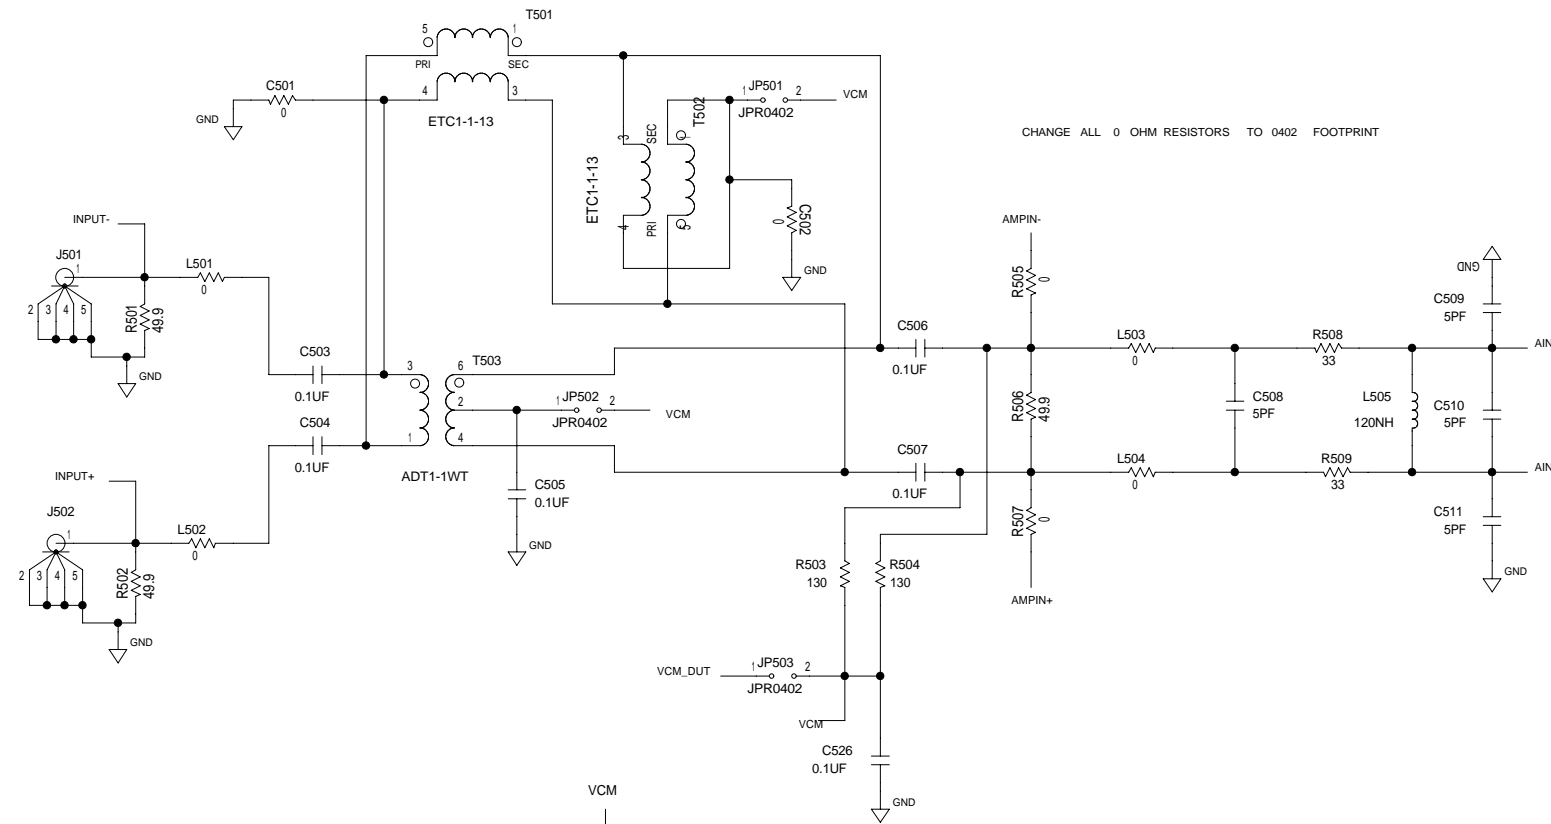 T501
5
1
PRI
SEC
4
3
ETC1-1-13
C501
0
GND
JP501
1
2
JPR0402
VCM
T502
3
SEC
1
ETC1-1-13
4
PRI
5
C502
0
GND
CHANGE ALL 0 OHM RESISTORS TO 0402 FOOTPRINT
INPUT-
J501
1
2
3
4
5
R501
49.9
GND
L501
0
C503
0.1UF
C504
0.1UF
T503
3
6
2
1
4
ADT1-1WT
JP502
1
2
JPR0402
VCM
C505
0.1UF
GND
INPUT+
J502
1
2
3
4
5
R502
49.9
GND
L502
0
C506
0.1UF
C507
0.1UF
AMPIN-
R505
0
R506
49.9
R507
0
AMPIN+
L503
0
L504
0
C508
5PF
R508
33
R509
33
L505
120NH
GND
C509
5PF
C510
5PF
C511
5PF
GND
AIN
AIN
R503
130
R504
130
VCM_DUT
1
JP503
2
JPR0402
VCM
C526
0.1UF
GND
VCM